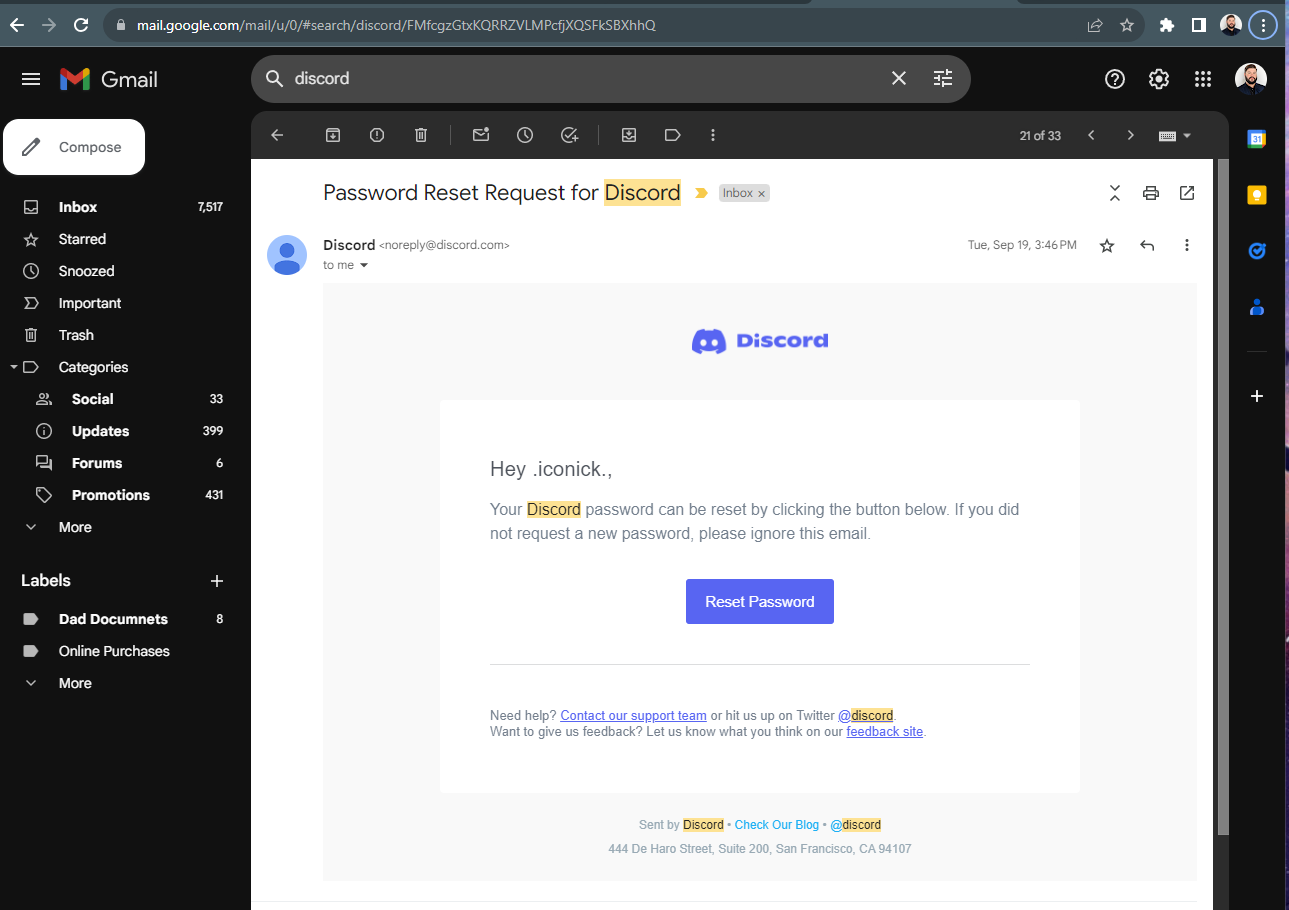 mail.google.com/mail/u/0/#search/discord/FMfcgzGtxKQRRZVLMPcfjXQSFkSBXhhQ
Gmail
discord
Compose
21 of 33
31
Inbox 7,517
Starred
Snoozed
Important
Trash
Categories
Social 33
Updates 399
Forums 6
Promotions 431
More
Labels
Dad Documnets 8
Online Purchases
More
Password Reset Request for Discord
Inbox x
Discord <noreply@discord.com>
Tue, Sep 19, 3:46 PM
to me
Discord
Hey .iconick.,
Your Discord password can be reset by clicking the button below. If you did
not request a new password, please ignore this email.
Reset Password
Need help? Contact our support team or hit us up on Twitter @discord.
Want to give us feedback? Let us know what you think on our feedback site.
Sent by Discord • Check Our Blog • @discord
444 De Haro Street, Suite 200, San Francisco, CA 94107